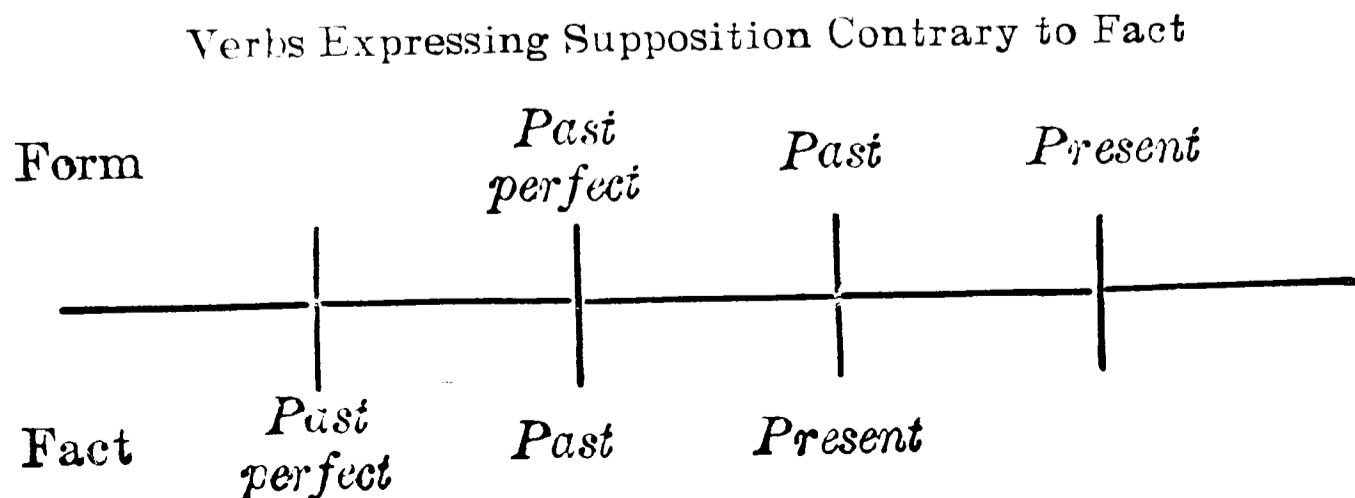 Verbs Expressing Supposition Contrary to Fact
Form
Past
perfect
Past
Present
Fact
Past
perfect
Past
Present